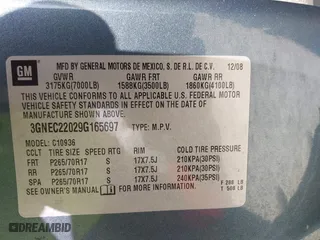 GM
MFD BY GENERAL MOTORS DE MEXICO, S. DE R.L. DE C.V. 12/08
GVWR GAWR FRT GAWR RR
3175KG(7000LB) 1588KG(3500LB) 1860KG(4100LB)
THIS VEHICLE CONFORMS TO ALL APPLICABLE U.S. FEDERAL MOTOR
VEHICLE SAFETY STANDARDS IN EFFECT ON THE DATE OF
MANUFACTURE SHOWN ABOVE.
3GNEC22029G165697 TYPE: M.P.V.
MODEL: C10936
TIRE SIZE SPEED RTG RIM COLD TIRE PRESSURE
FRT P265/70R17 S 17X7.5J 210KPA(30PSI)
RR P265/70R17 S 17X7.5J 210KPA(30PSI)
SPA P265/70R17 S 17X7.5J 240KPA(35PSI)
SEE OWNER'S MANUAL FOR ADDITIONAL INFORMATION.
© autobidcar